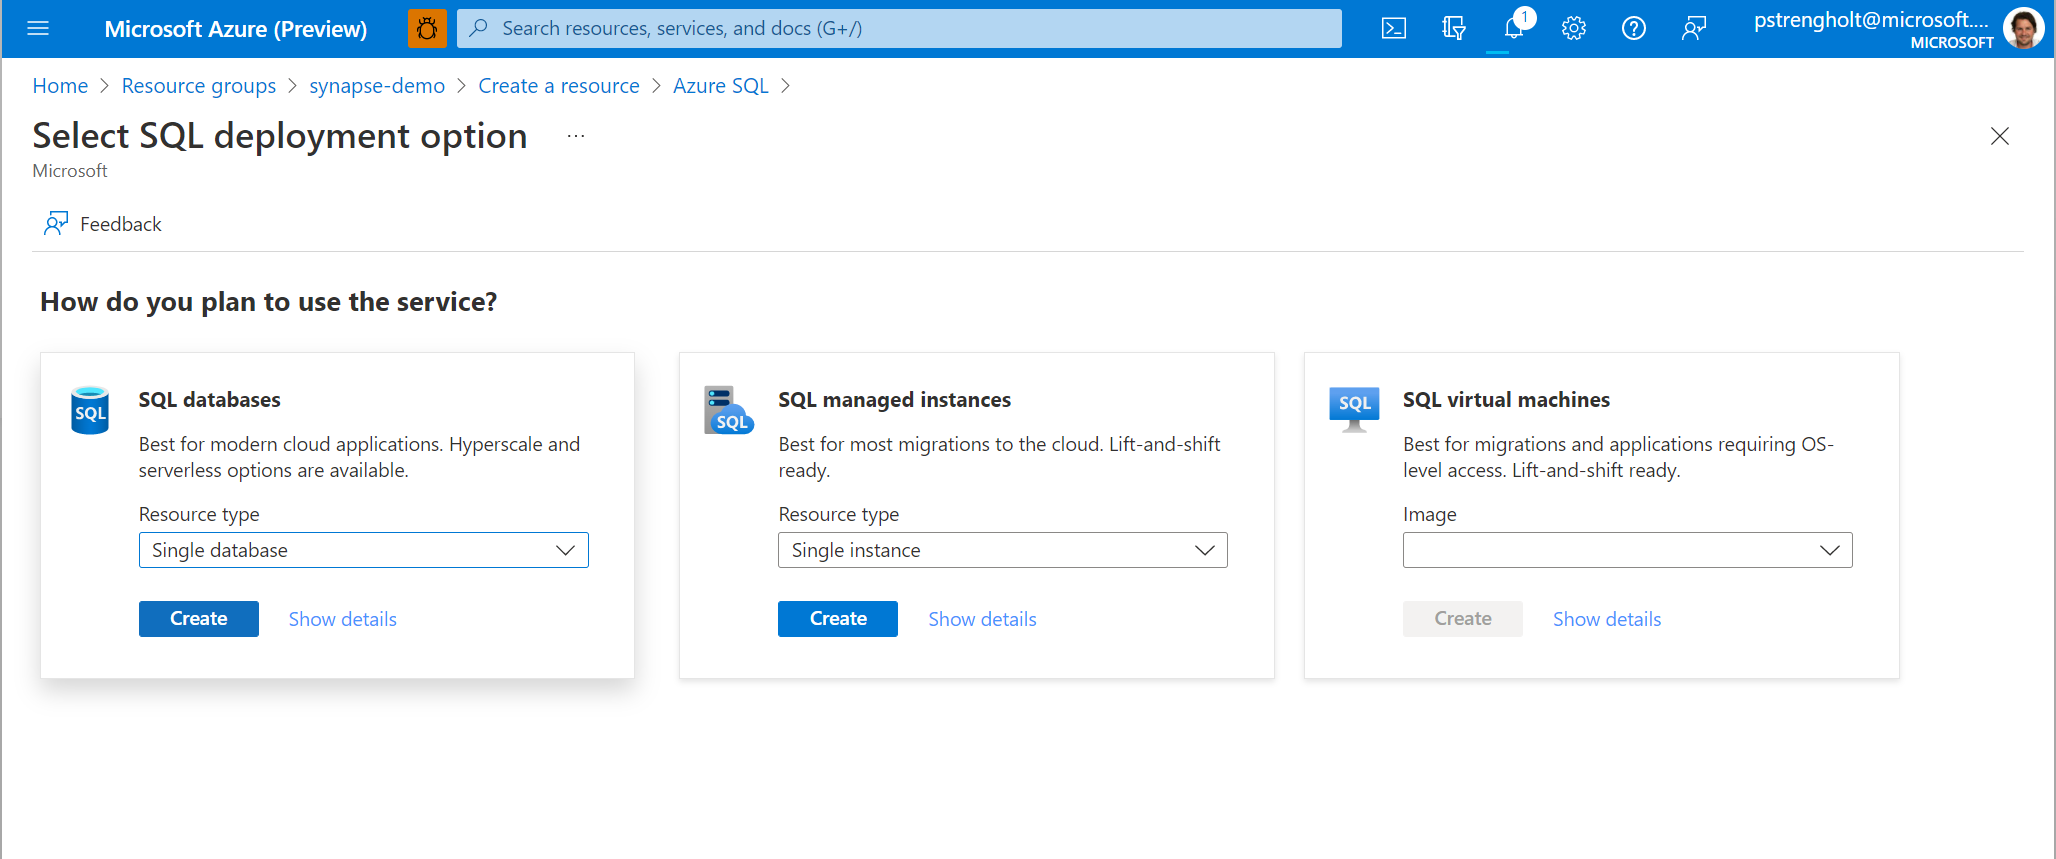 Microsoft Azure (Preview)
Search resources, services, and docs (G+/)
1
pstrengholt@microsoft....
MICROSOFT
Home > Resource groups > synapse-demo > Create a resource > Azure SQL >
Select SQL deployment option ...
Microsoft
Feedback
How do you plan to use the service?
SQL
SQL databases
Best for modern cloud applications. Hyperscale and
serverless options are available.
Resource type
Single database
Create
Show details
SQL
SQL managed instances
Best for most migrations to the cloud. Lift-and-shift
ready.
Resource type
Single instance
Create
Show details
SQL
SQL virtual machines
Best for migrations and applications requiring OS-
level access. Lift-and-shift ready.
Image
Create
Show details